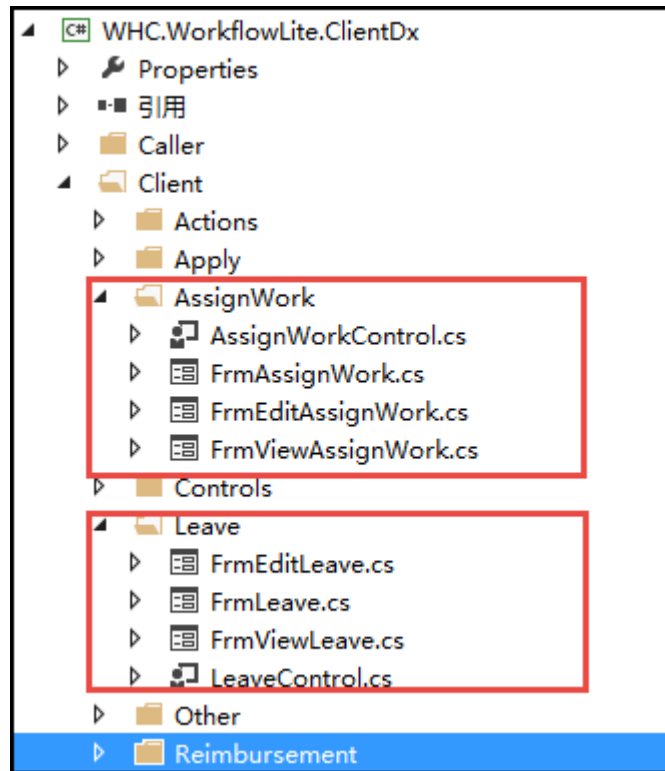 C# WHC.WorkflowLite.ClientDx
Properties
引用
Caller
Client
Actions
Apply
AssignWork
AssignWorkControl.cs
FrmAssignWork.cs
FrmEditAssignWork.cs
FrmViewAssignWork.cs
Controls
Leave
FrmEditLeave.cs
FrmLeave.cs
FrmViewLeave.cs
LeaveControl.cs
Other
Reimbursement